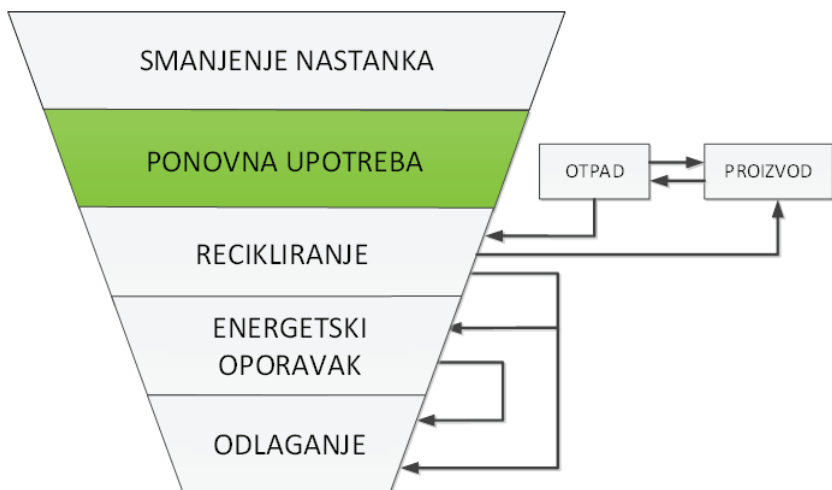 SMANJENJE NASTANKA
PONOVNA UPOTREBA
OTPAD
PROIZVOD
RECIKLIRANJE
ENERGETSKI
OPORAVAK
ODLAGANJE